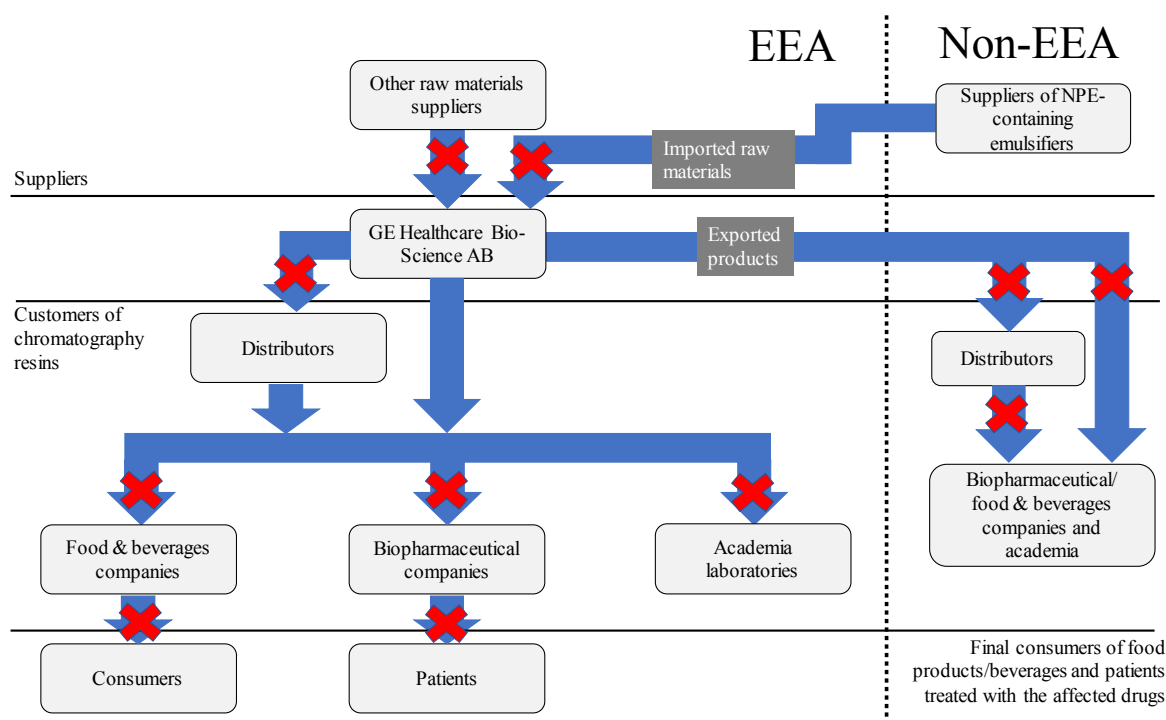 EEA
Non-EEA
Other raw materials
suppliers
Suppliers of NPE-
containing
emulsifiers
Imported raw
materials
Suppliers
GE Healthcare Bio-
Science AB
Exported
products
Customers of
chromatography
resins
Distributors
Distributors
Biopharmaceutical/
food & beverages
companies and
academia
Food & beverages
companies
Biopharmaceutical
companies
Academia
laboratories
Consumers
Patients
Final consumers of food
products/beverages and patients
treated with the affected drugs